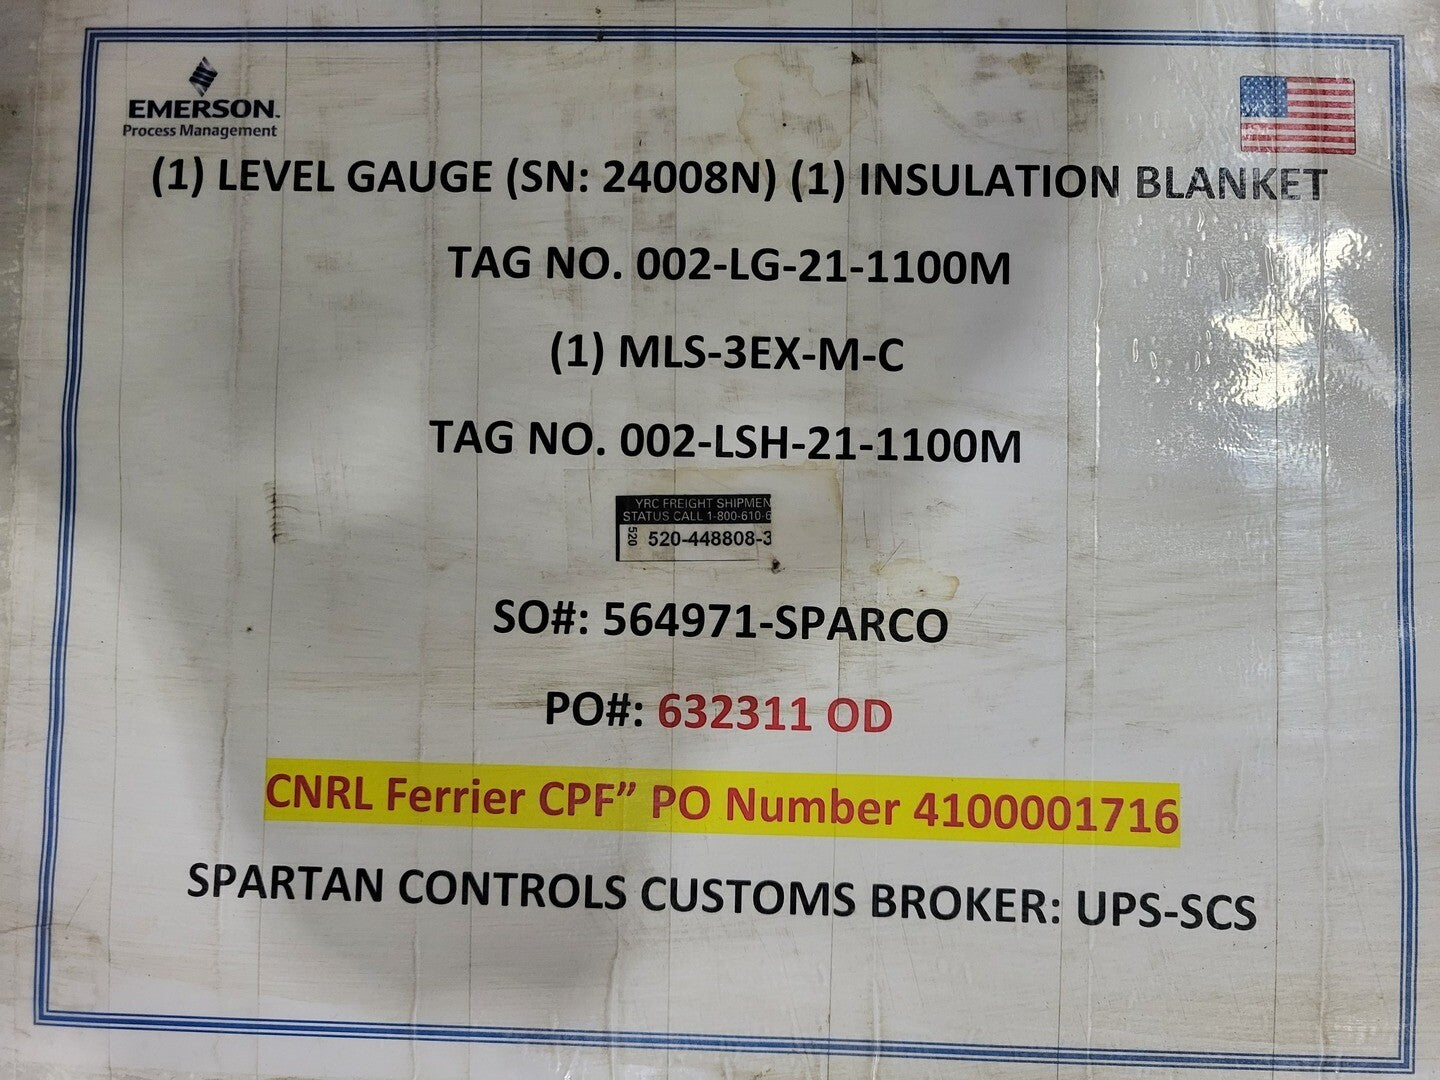 EMERSON.
Process Management
(1) LEVEL GAUGE (SN: 24008N) (1) INSULATION BLANKET
TAG NO. 002-LG-21-1100M
(1) MLS-3EX-M-C
TAG NO. 002-LSH-21-1100M
YRC FREIGHT SHIPMEN
STATUS CALL 1-800-610-6
520 520-448808-3
SO#: 564971-SPARCO
PO#: 632311 OD
CNRL Ferrier CPF” PO Number 4100001716
SPARTAN CONTROLS CUSTOMS BROKER: UPS-SCS